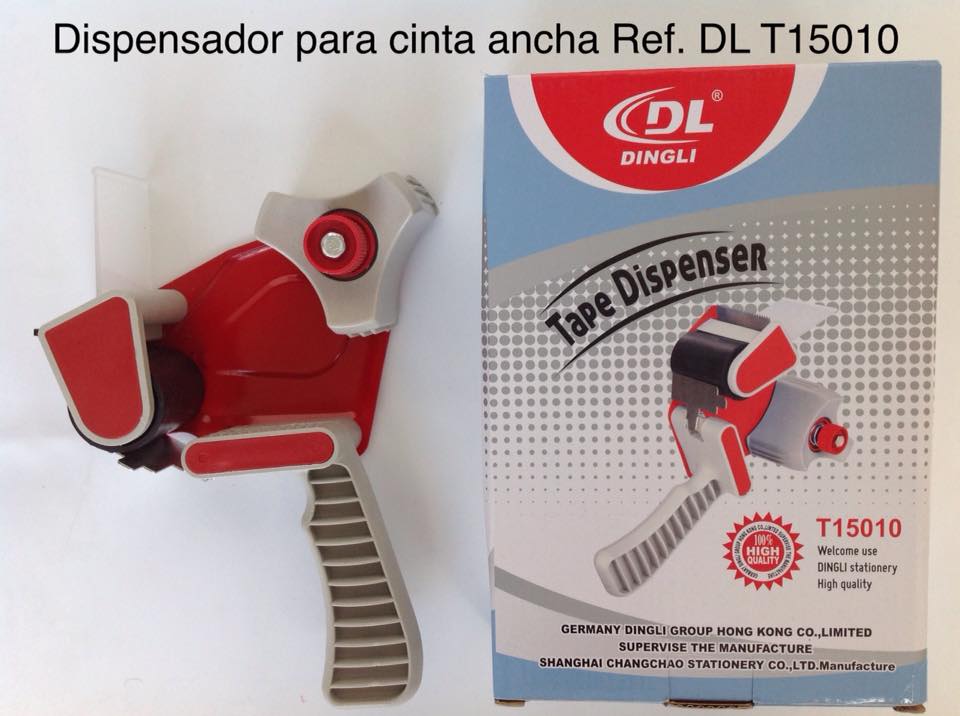 Dispensador para cinta ancha Ref. DL T15010
DL®
DINGLI
Tape Dispenser
100%
HIGH
QUALITY
T15010
Welcome use
DINGLI stationery
High quality
GERMANY DINGLI GROUP HONG KONG CO.,LIMITED
SUPERVISE THE MANUFACTURE
SHANGHAI CHANGCHAO STATIONERY CO.,LTD.Manufacture